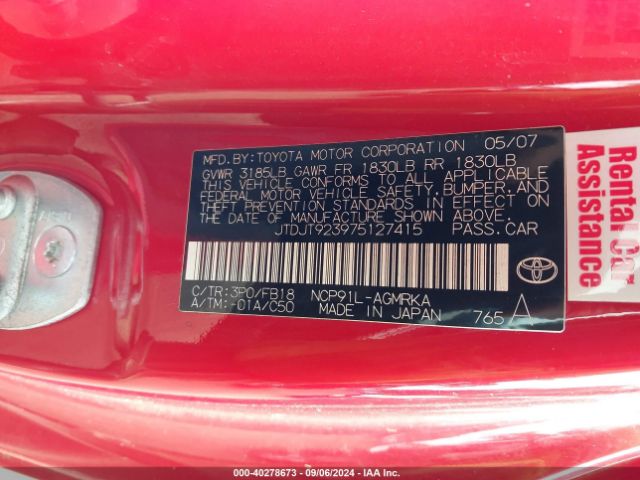 MFD.BY:TOYOTA MOTOR CORPORATION 05/07
GVWR 3185LB GAWR FR 1830LB RR 1830LB
THIS VEHICLE CONFORMS TO ALL APPLICABLE
FEDERAL MOTOR VEHICLE SAFETY, BUMPER, AND
THEFT PREVENTION STANDARDS IN EFFECT ON
THE DATE OF MANUFACTURE SHOWN ABOVE.
JTDJT923975127415 PASS.CAR
C/TR:3P0/FB18 NCP91L-AGMRKA
A/TM:-01A/C50 MADE IN JAPAN 765 A
TOYOTA
Rental
Assistance
00-40278673 — 09/06/2024 — IAA Inc.